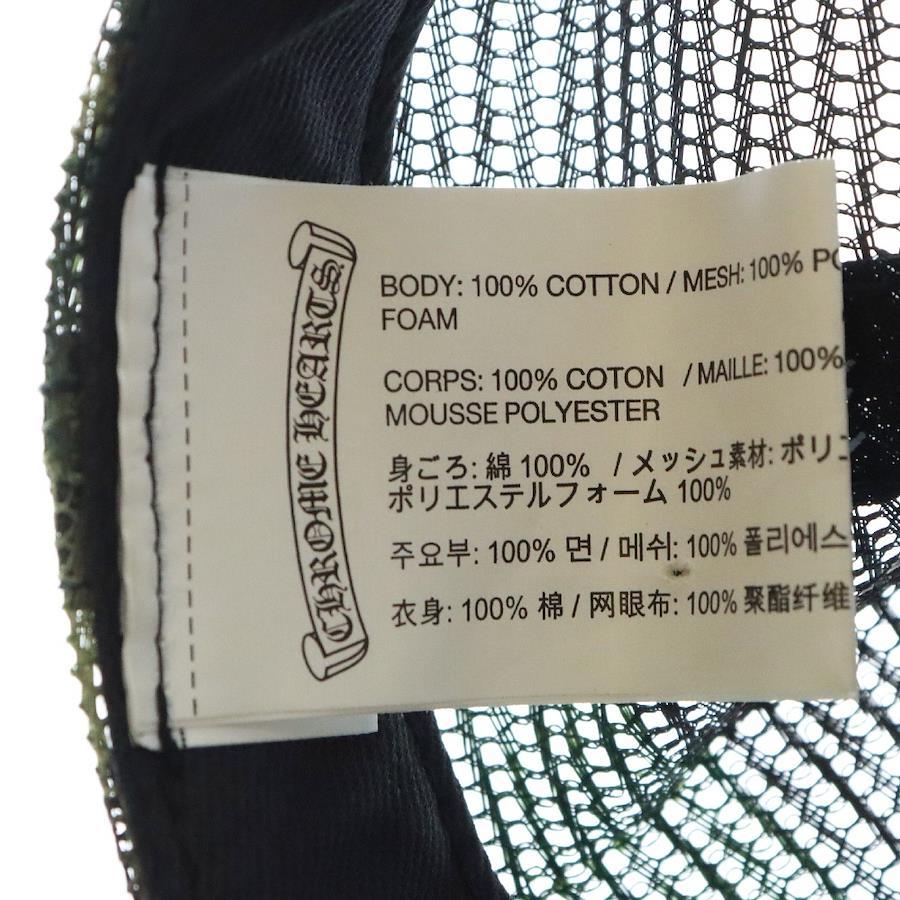 CHROME HEARTS
BODY: 100% COTTON / MESH: 100%
FOAM
CORPS: 100% COTON / MAILLE: 100%
MOUSSE POLYESTER
身ごろ: 綿 100% / メッシュ素材:
ポリエステルフォーム 100%
주요부: 100% 면 / 메쉬: 100% 폴리에스
衣身: 100% 棉 / 网眼布: 100% 聚酯纤维